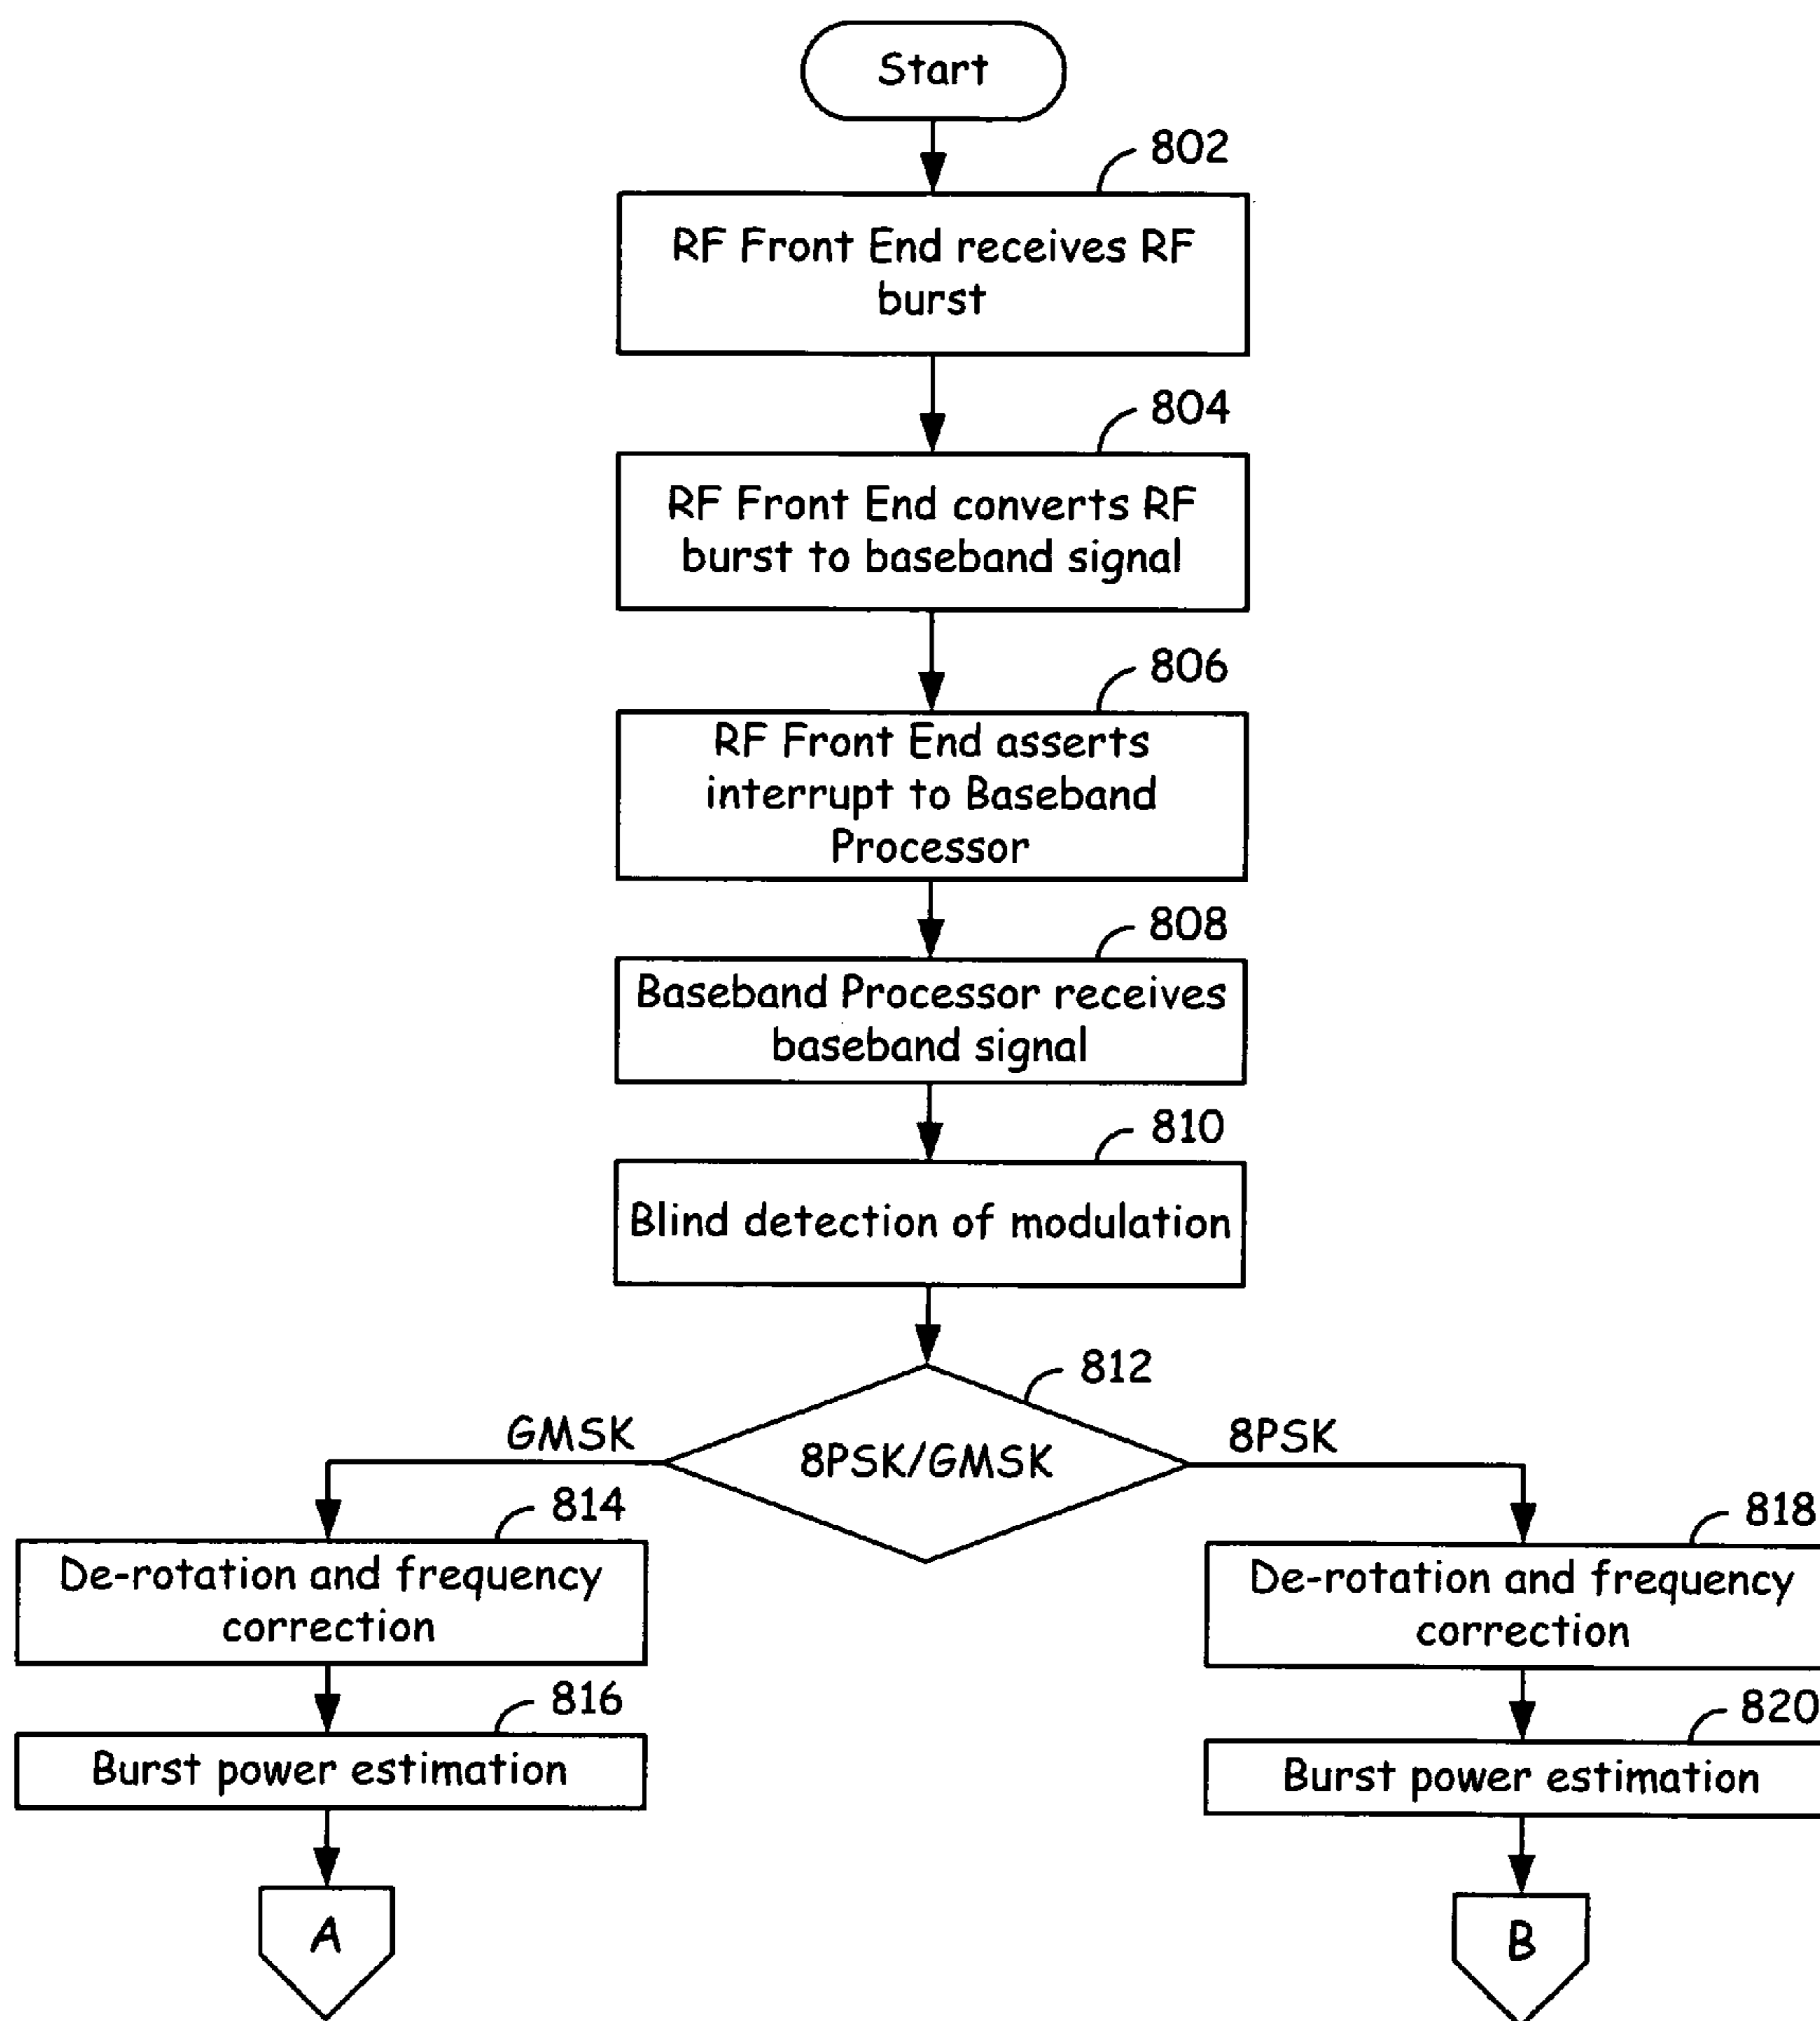 Start
802
RF Front End receives RF
burst
804
RF Front End converts RF
burst to baseband signal
806
RF Front End asserts
interrupt to Baseband
Processor
808
Baseband Processor receives
baseband signal
810
Blind detection of modulation
812
8PSK/GMSK
GMSK
8PSK
814
De-rotation and frequency
correction
816
Burst power estimation
A
818
De-rotation and frequency
correction
820
Burst power estimation
B